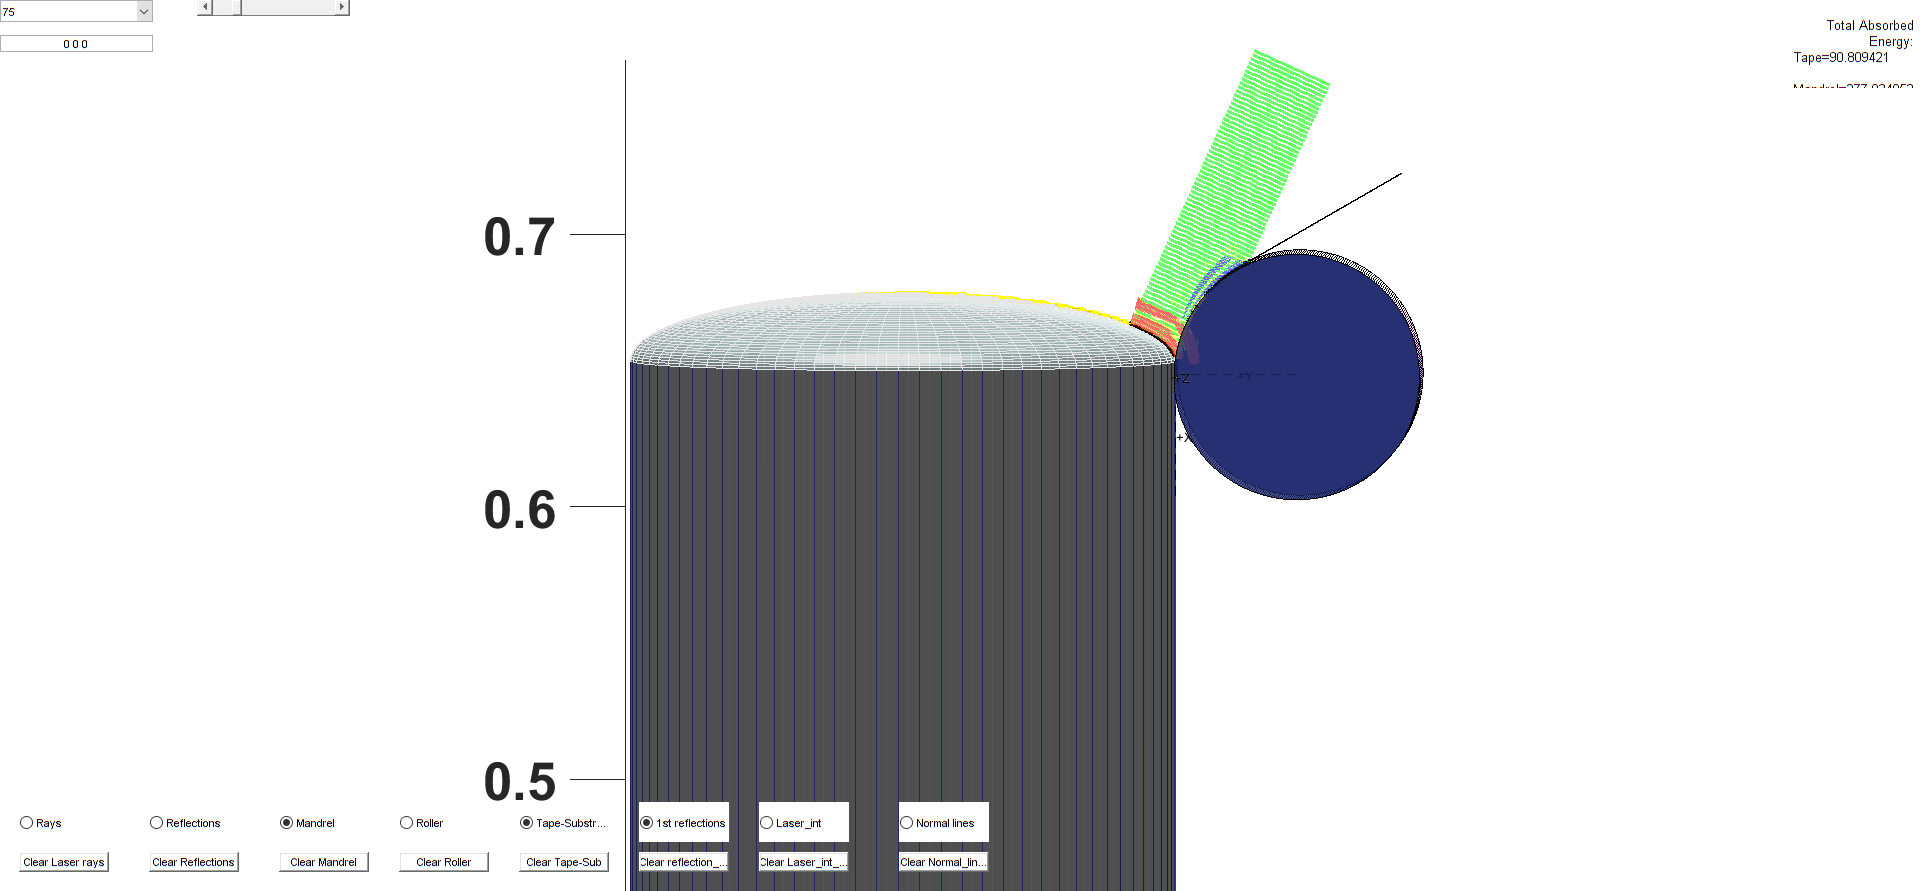 75
0 0 0
Total Absorbed
Energy:
Tape=90.809421
0.7
0.6
0.5
+Z
+Y
+X
Rays
Reflections
Mandrel
Roller
Tape-Substr...
1st reflections
Laser_int
Normal lines
Clear Laser rays
Clear Reflections
Clear Mandrel
Clear Roller
Clear Tape-Sub
Clear reflection_...
Clear Laser_int_...
Clear Normal_lin...